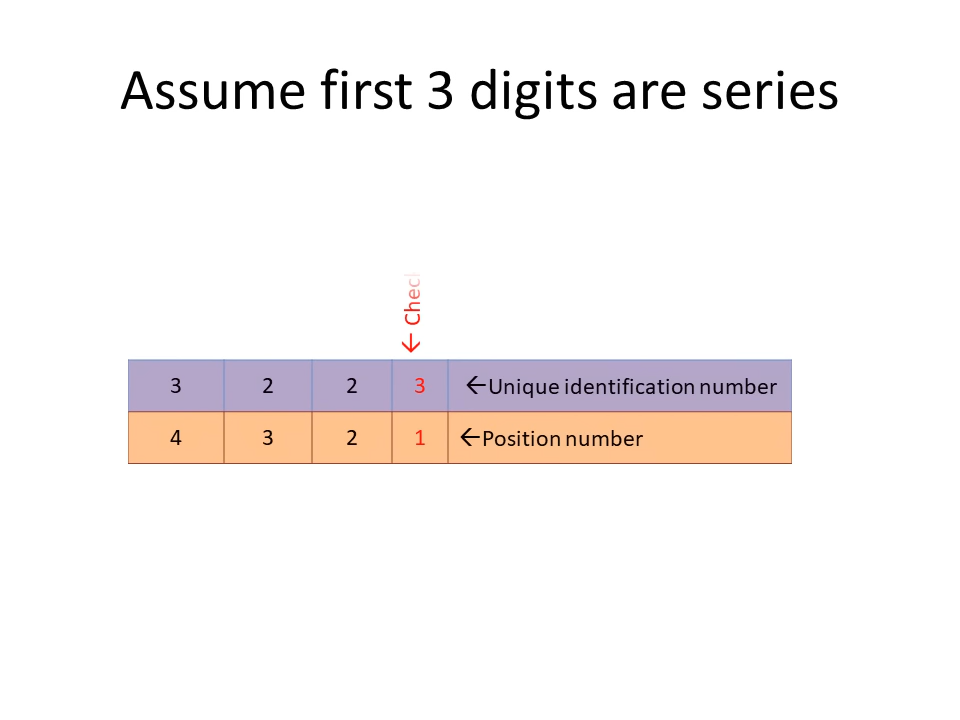 Assume first 3 digits are series
← Chec
3 2 2 3 ←Unique identification number
4 3 2 1 ←Position number